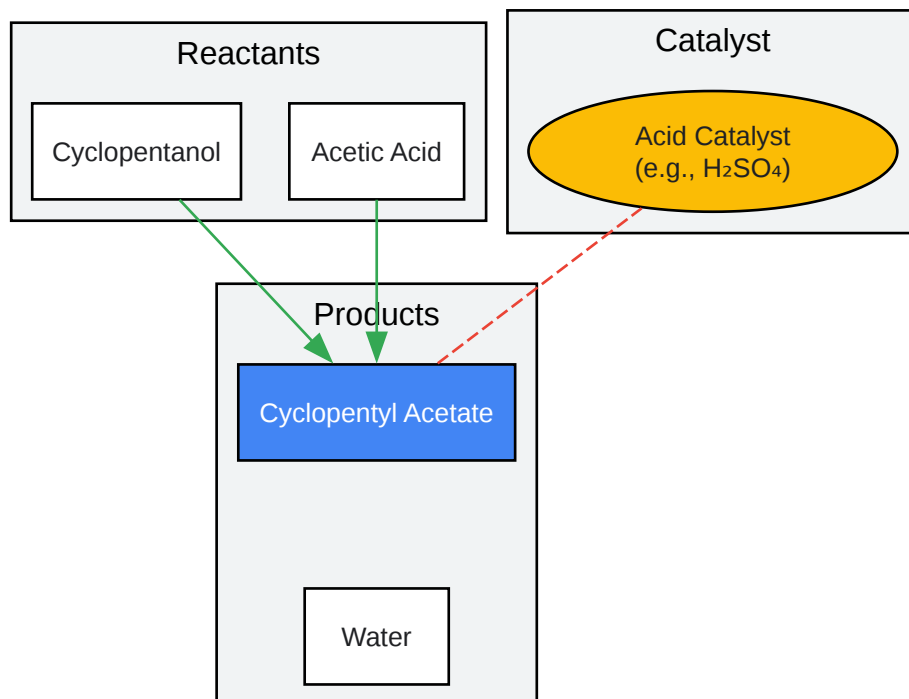 Reactants
Cyclopentanol
Acetic Acid
Catalyst
Acid Catalyst
(e.g., H₂SO₄)
Products
Cyclopentyl Acetate
Water